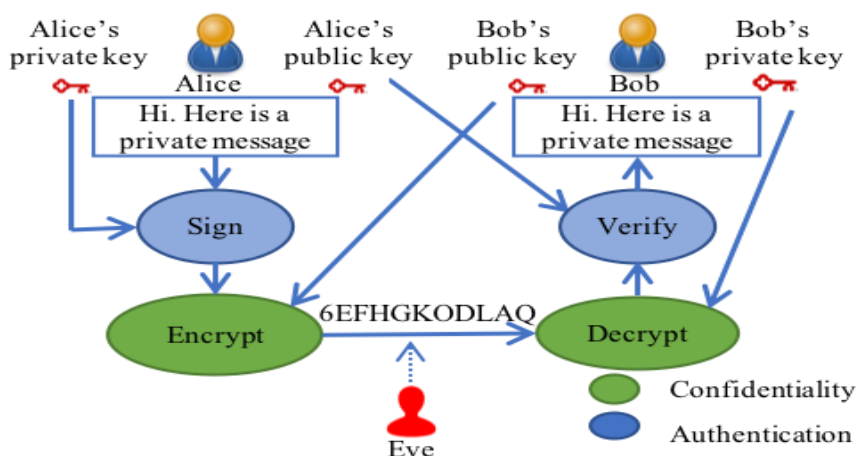 Alice's
private key
Alice's
public key
Bob's
public key
Bob's
private key
Alice
Bob
Hi. Here is a
private message
Hi. Here is a
private message
Sign
Verify
6EFHGKODLAQ
Encrypt
Decrypt
Eve
Confidentiality
Authentication